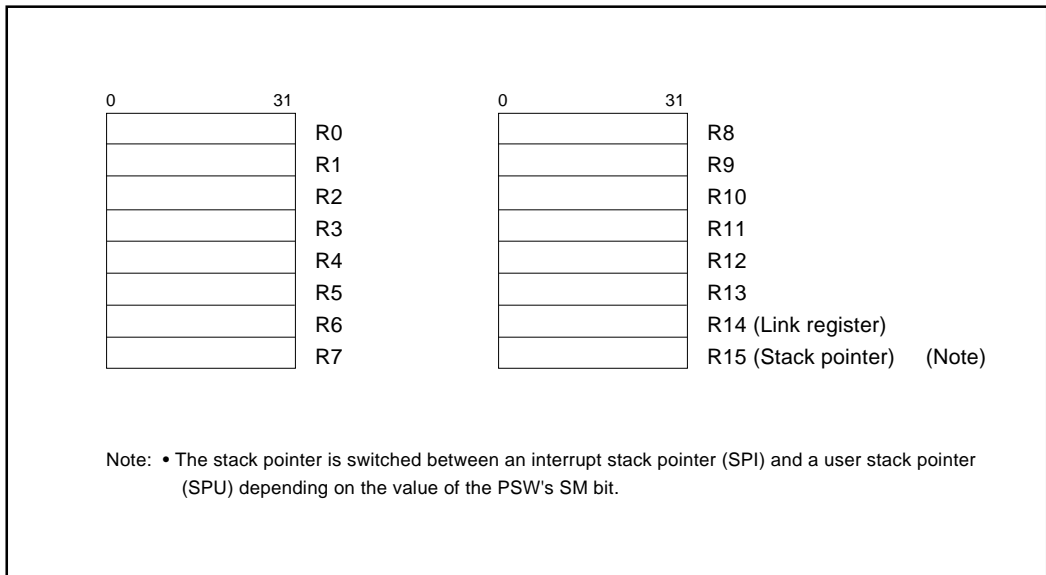 0 31
R0
R1
R2
R3
R4
R5
R6
R7
0 31
R8
R9
R10
R11
R12
R13
R14 (Link register)
R15 (Stack pointer) (Note)
Note: • The stack pointer is switched between an interrupt stack pointer (SPI) and a user stack pointer
(SPU) depending on the value of the PSW's SM bit.